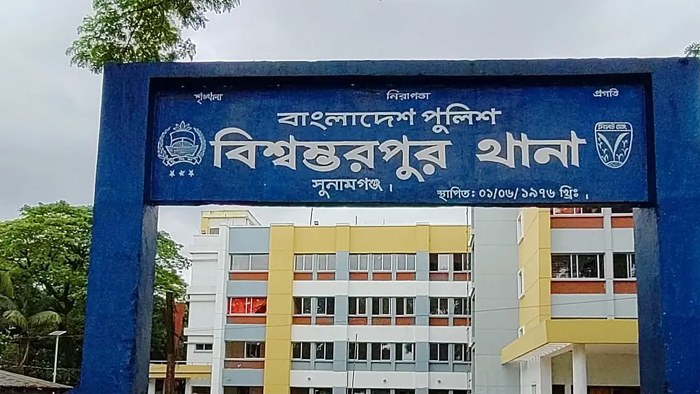 শৃঙ্খলা নিরাপত্তা প্রগতি
বাংলাদেশ পুলিশ
বিশ্বম্ভরপুর থানা
সুনামগঞ্জ।
স্থাপিত: ০১/০৬/১৯৭৬ খ্রিঃ।